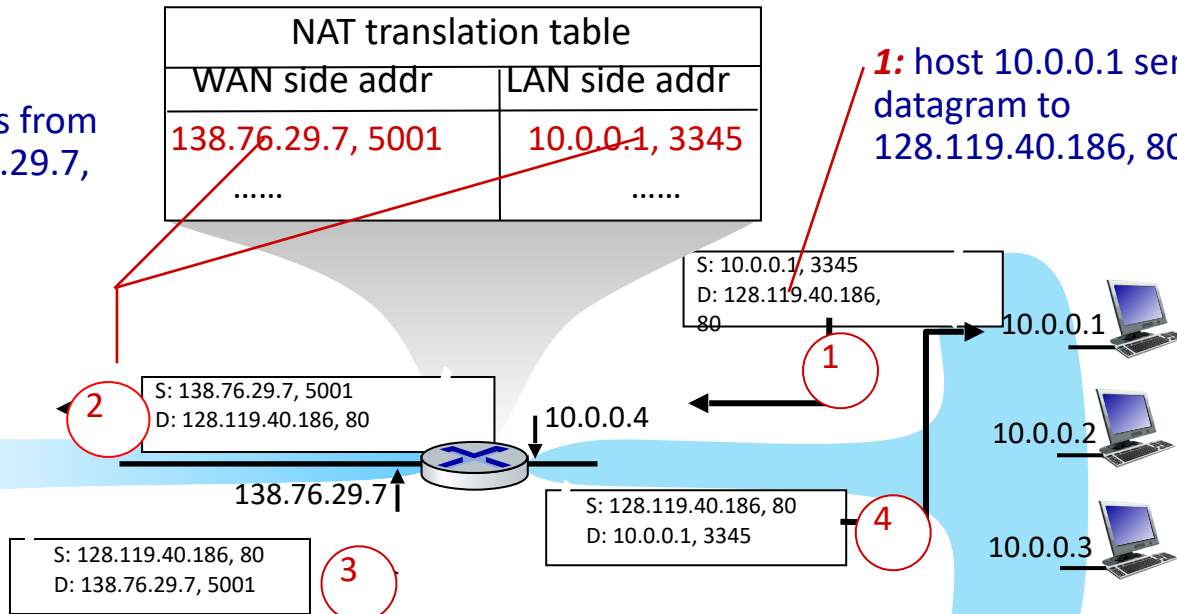 NAT translation table
WAN side addr
LAN side addr
138.76.29.7, 5001
10.0.0.1, 3345
......
......
s from
.29.7,
1: host 10.0.0.1 ser
datagram to
128.119.40.186, 80
S: 10.0.0.1, 3345
D: 128.119.40.186,
80
1
10.0.0.1
2
S: 138.76.29.7, 5001
D: 128.119.40.186, 80
10.0.0.4
10.0.0.2
138.76.29.7
S: 128.119.40.186, 80
D: 10.0.0.1, 3345
4
S: 128.119.40.186, 80
D: 138.76.29.7, 5001
3
10.0.0.3